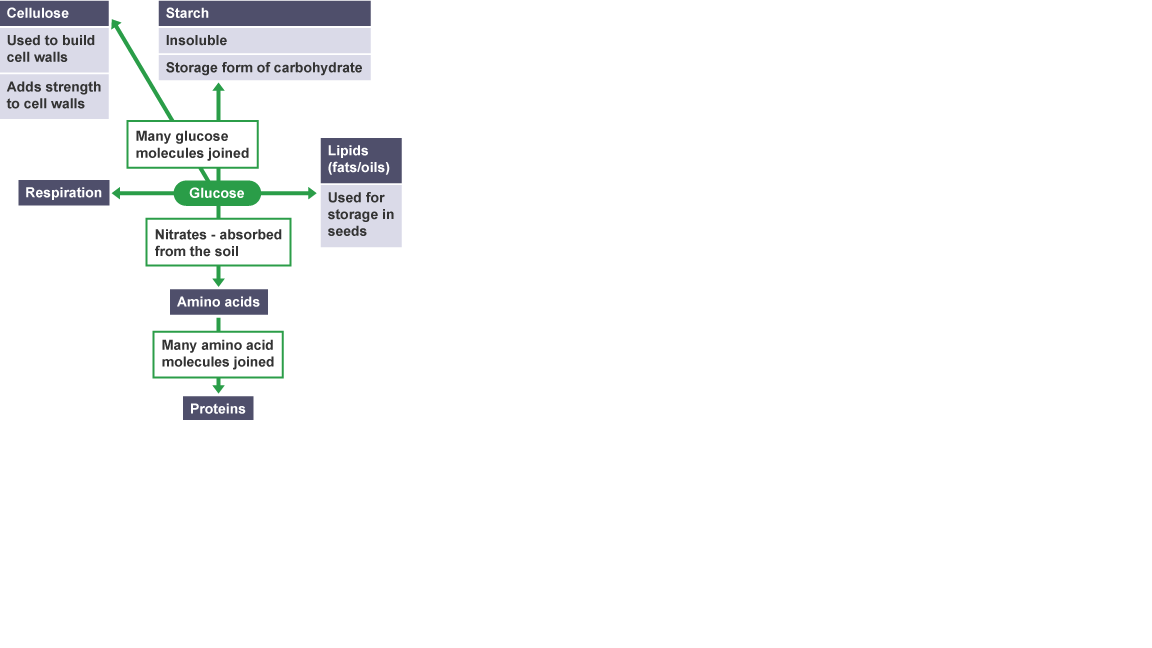 Cellulose
Used to build
cell walls
Adds strength
to cell walls
Starch
Insoluble
Storage form of carbohydrate
Many glucose
molecules joined
Lipids
(fats/oils)
Used for
storage in
seeds
Respiration
Glucose
Nitrates - absorbed
from the soil
Amino acids
Many amino acid
molecules joined
Proteins